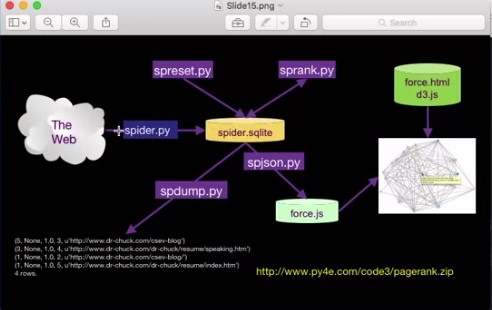 Slide15.png
Search
spreset.py
sprank.py
force.html
d3.js
The
Web
spider.py
spider.sqlite
spjson.py
spdump.py
force.js
(5, None, 1.0, 3, u'http://www.dr-chuck.com/csev-blog')
(3, None, 1.0, 4, u'http://www.dr-chuck.com/dr-chuck/resume/speaking.htm')
(1, None, 1.0, 2, u'http://www.dr-chuck.com/csev-blog/')
(1, None, 1.0, 5, u'http://www.dr-chuck.com/dr-chuck/resume/index.htm')
4 rows.
http://www.py4e.com/code3/pagerank.zip